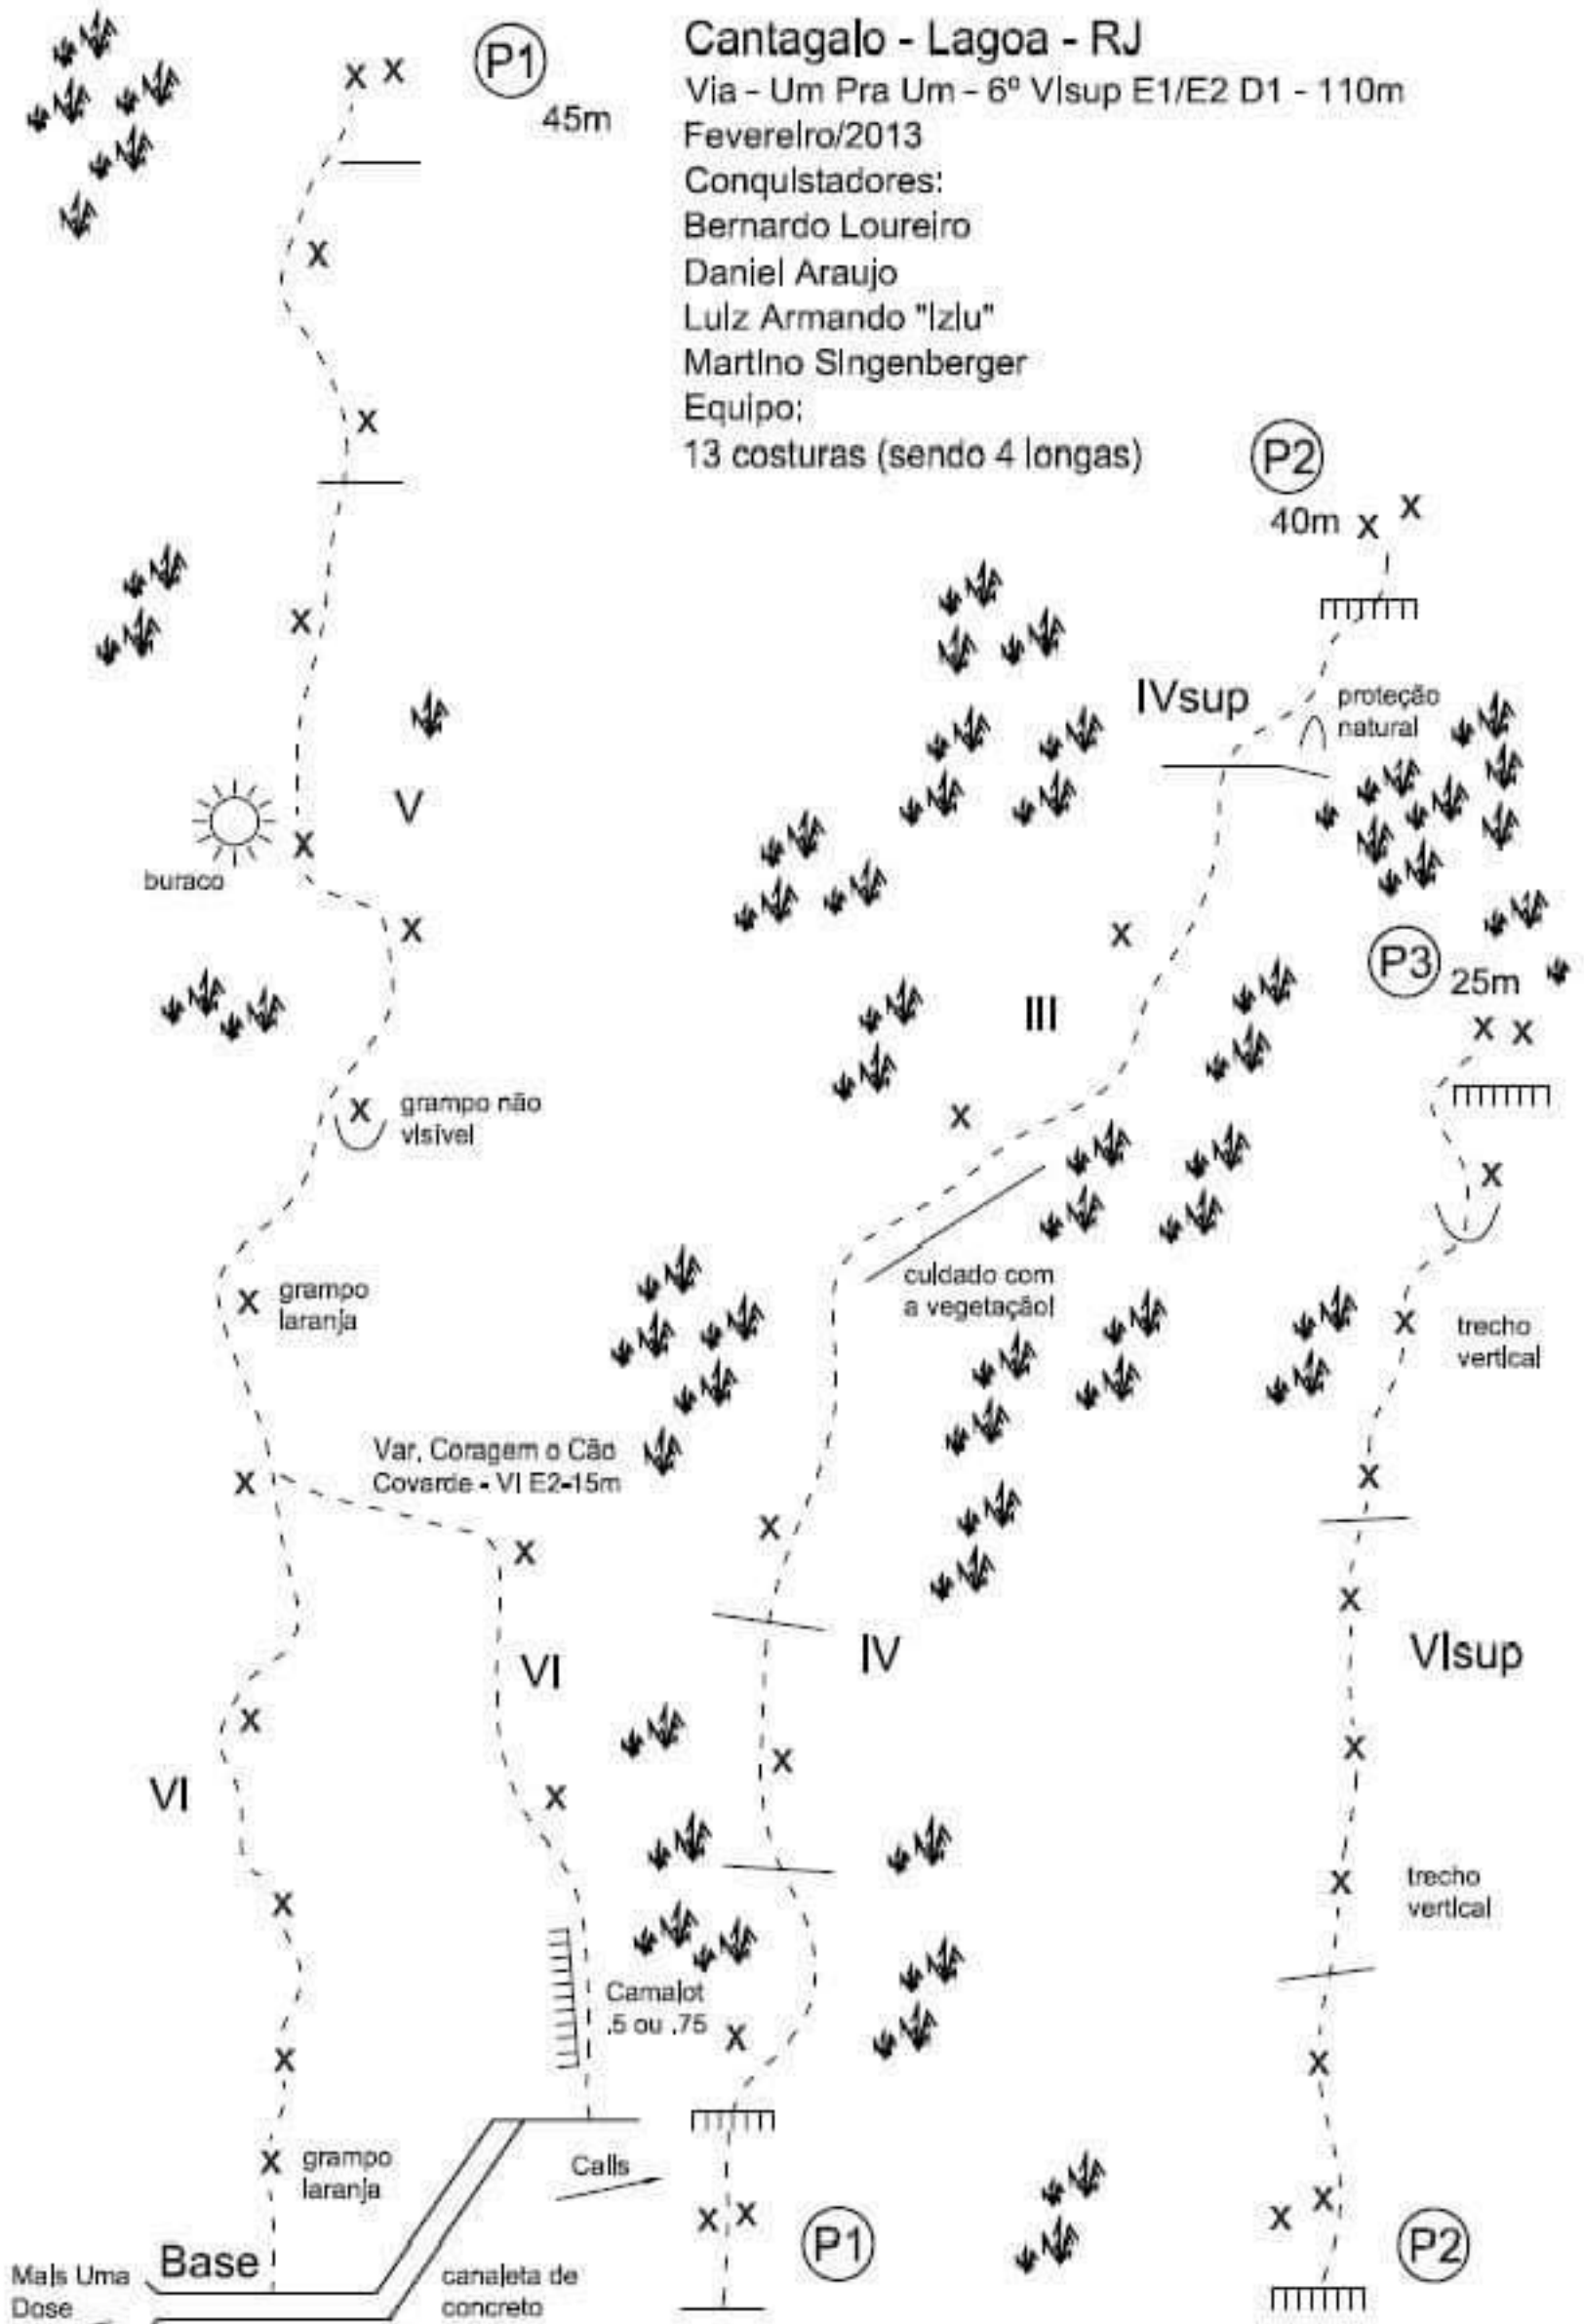 Cantagalo - Lagoa - RJ
Via - Um Pra Um - 6º VIsup E1/E2 D1 - 110m
Fevereiro/2013
Conquistadores:
Bernardo Loureiro
Daniel Araujo
Luiz Armando "Iziu"
Martino Singenberger
Equipo:
13 costuras (sendo 4 longas)
P1
45m
V
buraco
grampo não
visível
grampo
laranja
Var. Coragem o Cão
Covarde - VI E2-15m
VI
VI
Camalot
.5 ou .75
grampo
laranja
Calls
Base
Mais Uma
Dose
canaleta de
concreto
P2
40m
IVsup
proteção
natural
III
cuidado com
a vegetação!
IV
P1
P3
25m
trecho
vertical
VIsup
trecho
vertical
P2